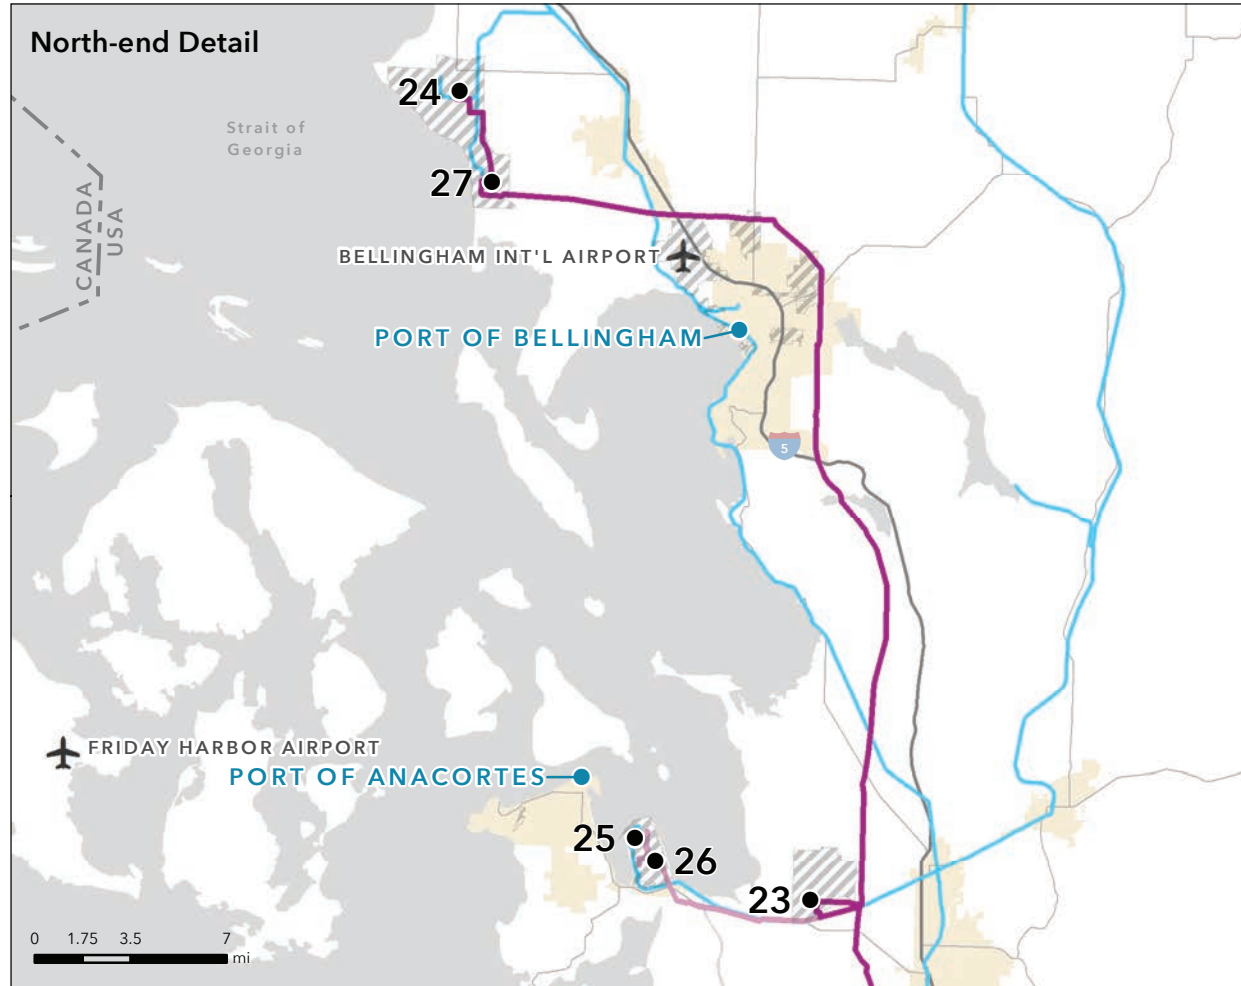 North-end Detail
24
Strait of
Georgia
27
CANADA
USA
BELLINGHAM INT'L AIRPORT
PORT OF BELLINGHAM
5
FRIDAY HARBOR AIRPORT
PORT OF ANACORTES
25
26
23
0 1.75 3.5 7
mi